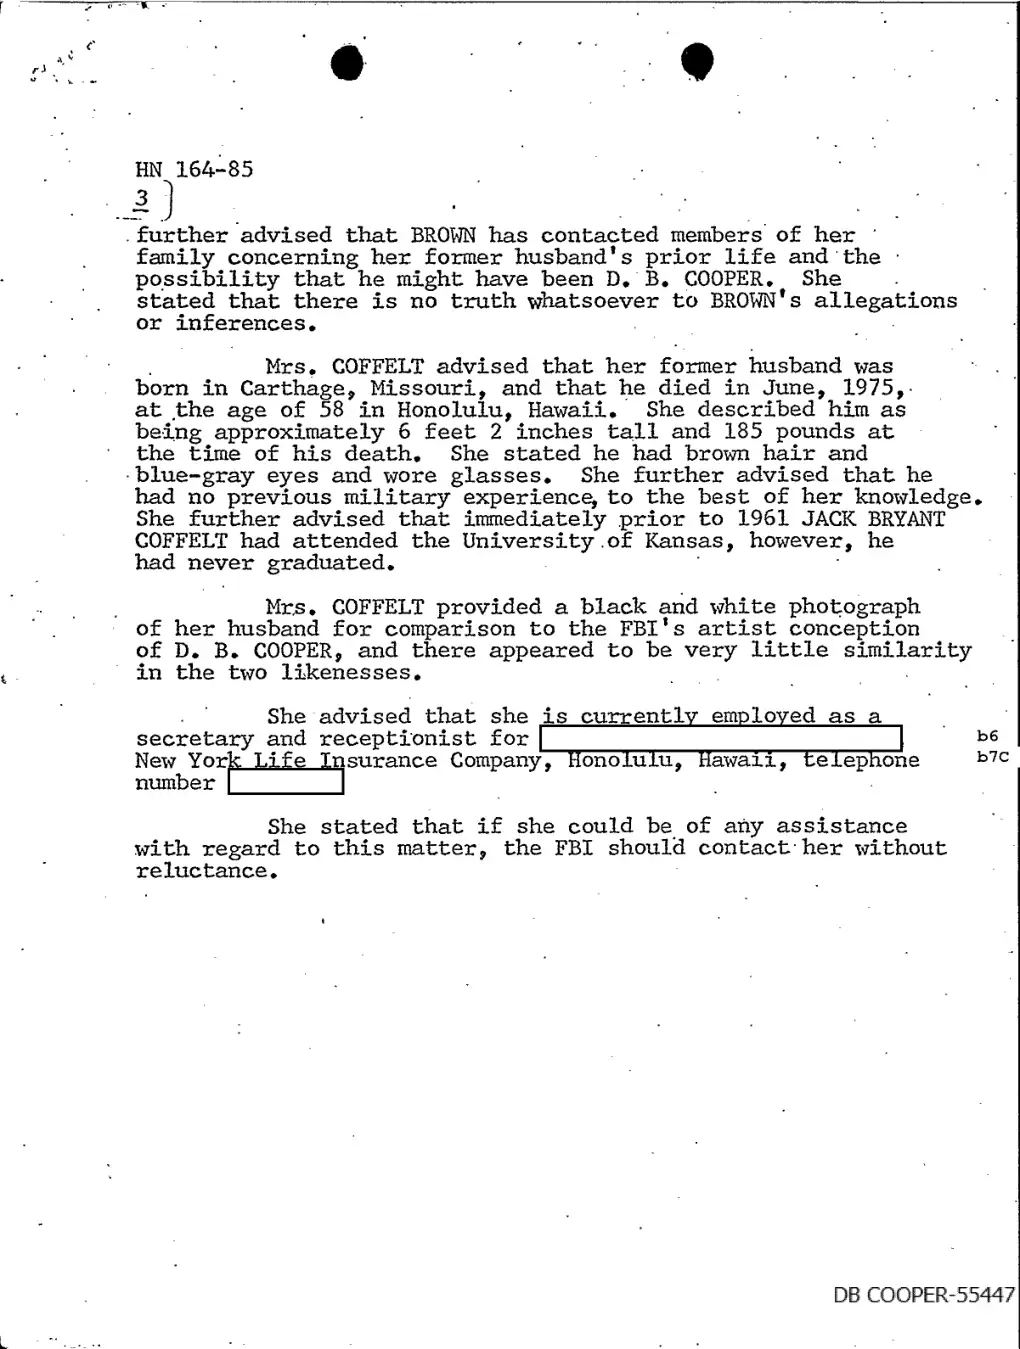 HN 164-85
3
further advised that BROWN has contacted members of her
family concerning her former husband's prior life and the
possibility that he might have been D. B. COOPER. She
stated that there is no truth whatsoever to BROWN's allegations
or inferences.
Mrs. COFFELT advised that her former husband was
born in Carthage, Missouri, and that he died in June, 1975,
at the age of 58 in Honolulu, Hawaii. She described him as
being approximately 6 feet 2 inches tall and 185 pounds at
the time of his death. She stated he had brown hair and
blue-gray eyes and wore glasses. She further advised that he
had no previous military experience, to the best of her knowledge.
She further advised that immediately prior to 1961 JACK BRYANT
COFFELT had attended the University of Kansas, however, he
had never graduated.
Mrs. COFFELT provided a black and white photograph
of her husband for comparison to the FBI's artist conception
of D. B. COOPER, and there appeared to be very little similarity
in the two likenesses.
She advised that she is currently employed as a
secretary and receptionist for
b6
New York Life Insurance Company, Honolulu, Hawaii, telephone
b7C
number
She stated that if she could be of any assistance
with regard to this matter, the FBI should contact her without
reluctance.
DB COOPER-55447